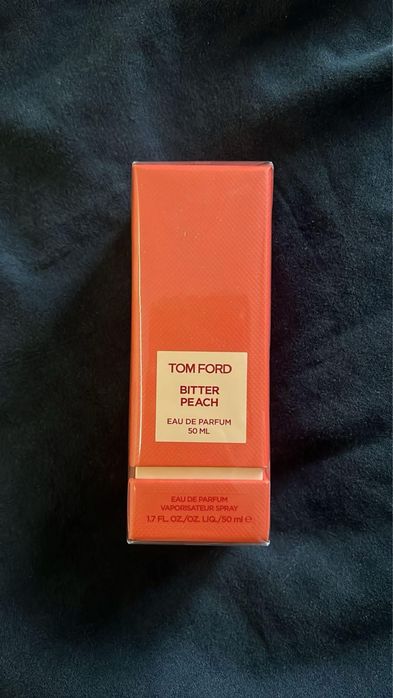 TOM FORD
BITTER
PEACH
EAU DE PARFUM
50 ML
EAU DE PARFUM
VAPORISATEUR SPRAY
1.7 FL. OZ./OZ. LIQ./50 ml ℮